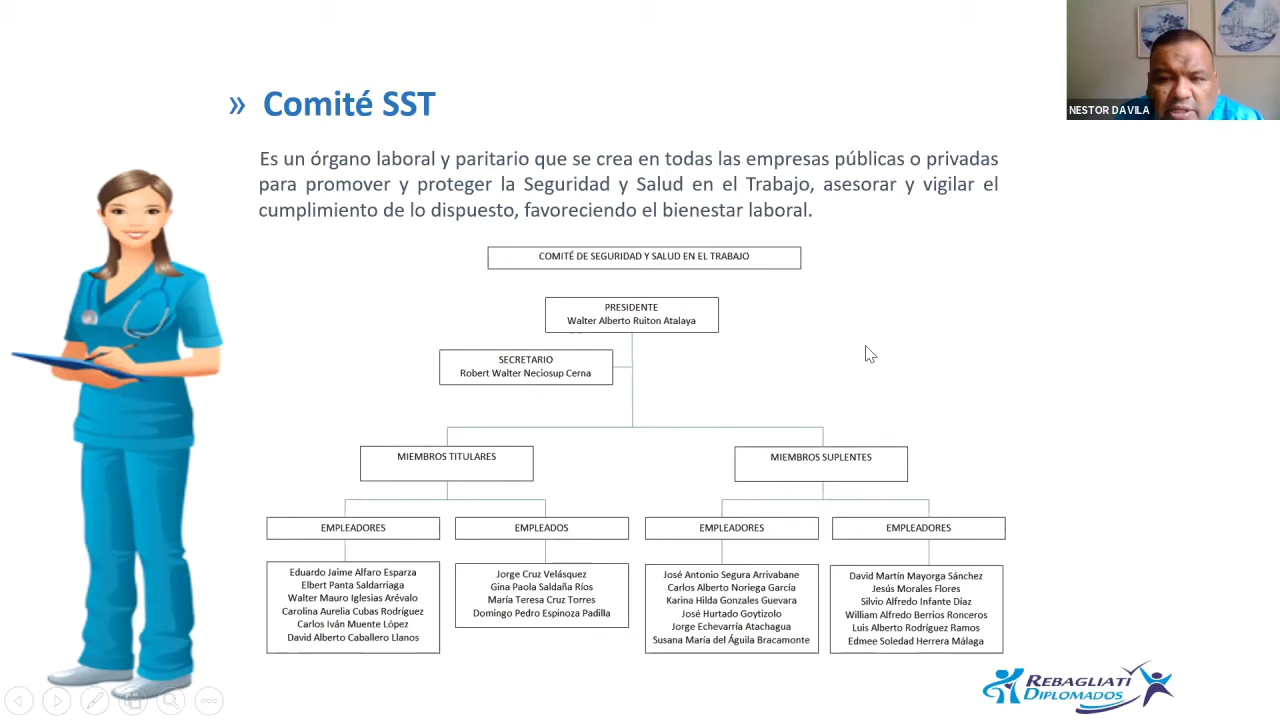 NESTOR DAVILA
» Comité SST
Es un órgano laboral y paritario que se crea en todas las empresas públicas o privadas
para promover y proteger la Seguridad y Salud en el Trabajo, asesorar y vigilar el
cumplimiento de lo dispuesto, favoreciendo el bienestar laboral.
COMITÉ DE SEGURIDAD Y SALUD EN EL TRABAJO
PRESIDENTE
Walter Alberto Ruiton Atalaya
SECRETARIO
Robert Walter Neciosup Cerna
MIEMBROS TITULARES
MIEMBROS SUPLENTES
EMPLEADORES
EMPLEADOS
EMPLEADORES
EMPLEADORES
Eduardo Jaime Alfaro Esparza
Elbert Panta Saldarriaga
Walter Mauro Iglesias Arévalo
Carolina Aurelia Cubas Rodríguez
Carlos Iván Muente López
David Alberto Caballero Llanos
Jorge Cruz Velásquez
Gina Paola Saldaña Ríos
María Teresa Cruz Torres
Domingo Pedro Espinoza Padilla
José Antonio Segura Arrivabane
Carlos Alberto Noriega García
Karina Hilda Gonzales Guevara
José Hurtado Goytizolo
Jorge Echevarría Atachagua
Susana María del Águila Bracamonte
David Martín Mayorga Sánchez
Jesús Morales Flores
Silvio Alfredo Infante Díaz
William Alfredo Berrios Ronceros
Luis Alberto Rodríguez Ramos
Edmee Soledad Herrera Málaga
REBAGLIATI
DIPLOMADOS